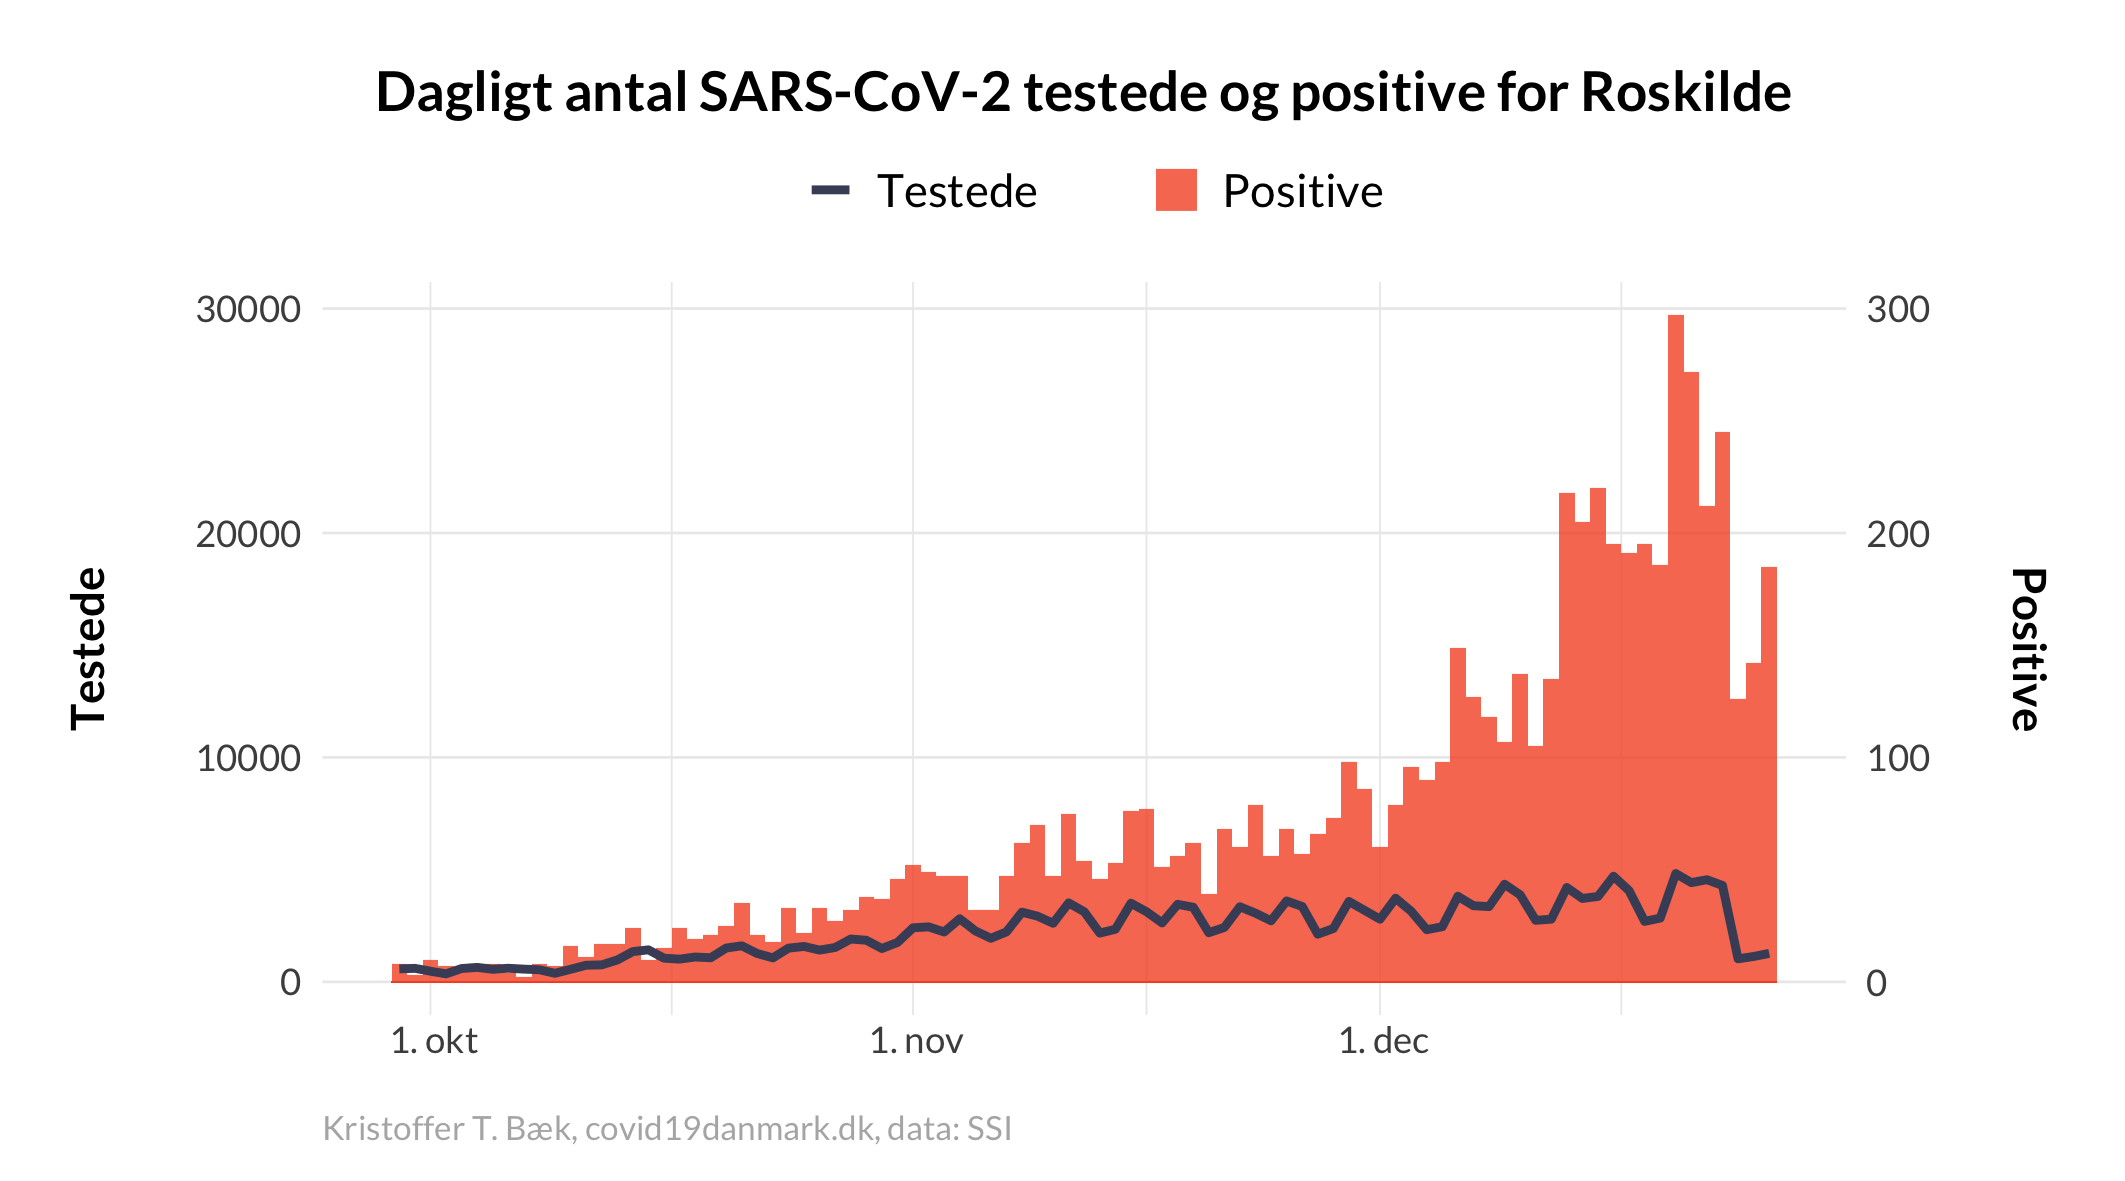 Dagligt antal SARS-CoV-2 testede og positive for Roskilde
Testede
Positive
30000
20000
10000
0
Testede
300
200
100
0
Positive
1. okt
1. nov
1. dec
Kristoffer T. Bæk, covid19danmark.dk, data: SSI